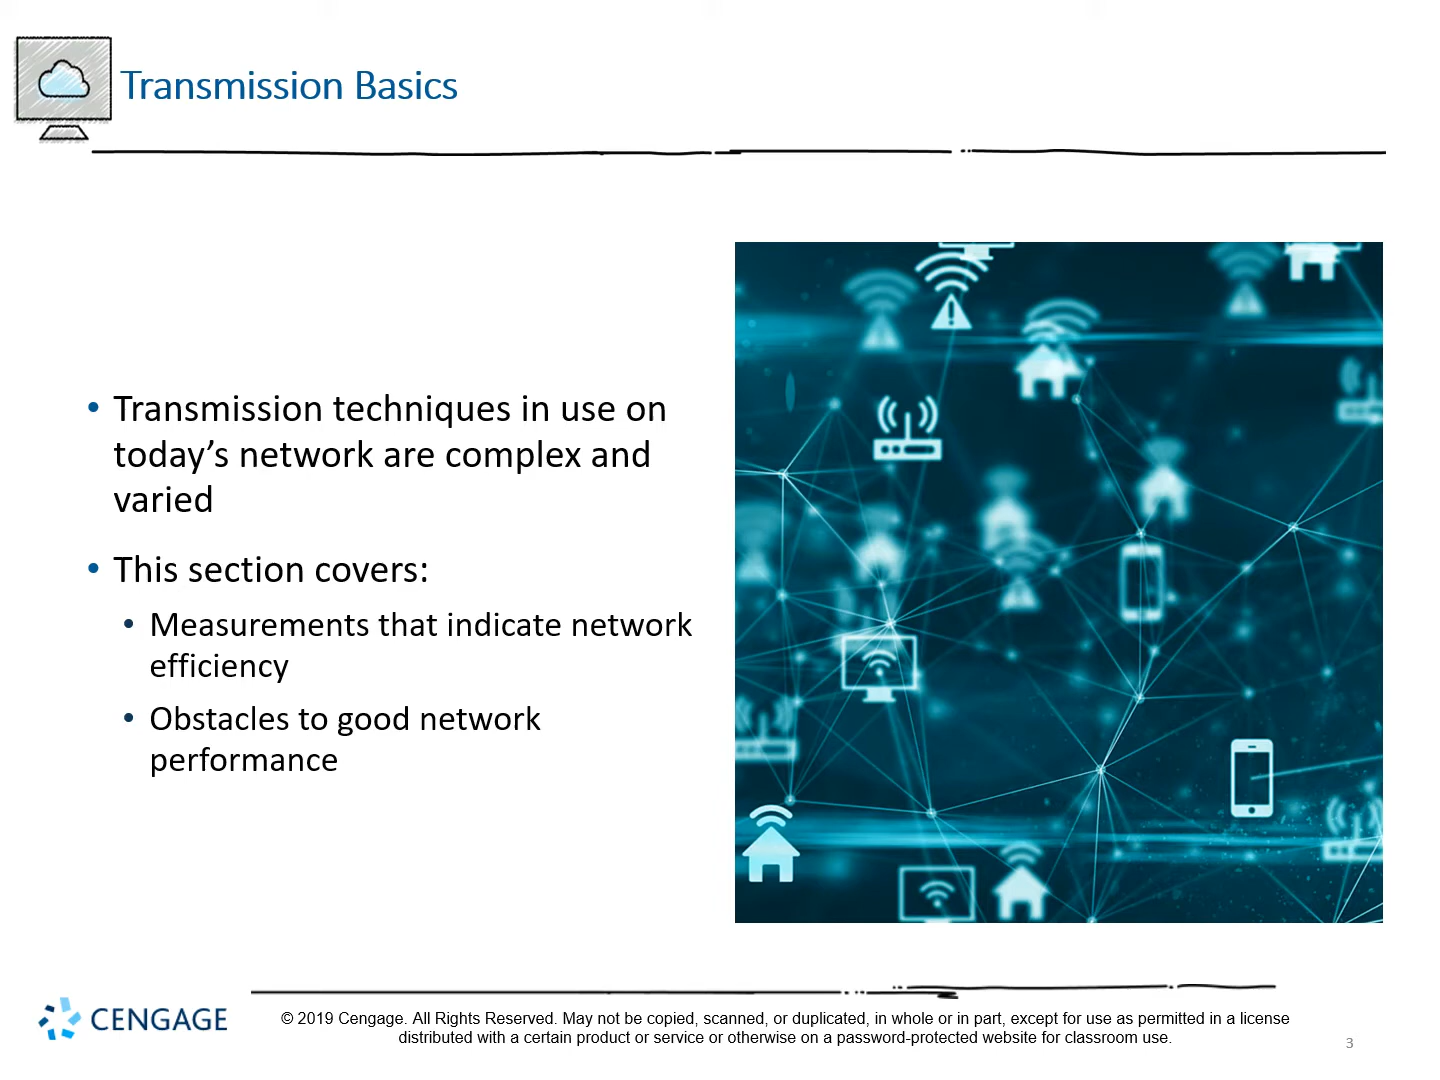 Transmission Basics
• Transmission techniques in use on
today’s network are complex and
varied
• This section covers:
• Measurements that indicate network
efficiency
• Obstacles to good network
performance
CENGAGE
© 2019 Cengage. All Rights Reserved. May not be copied, scanned, or duplicated, in whole or in part, except for use as permitted in a license
distributed with a certain product or service or otherwise on a password-protected website for classroom use.
3